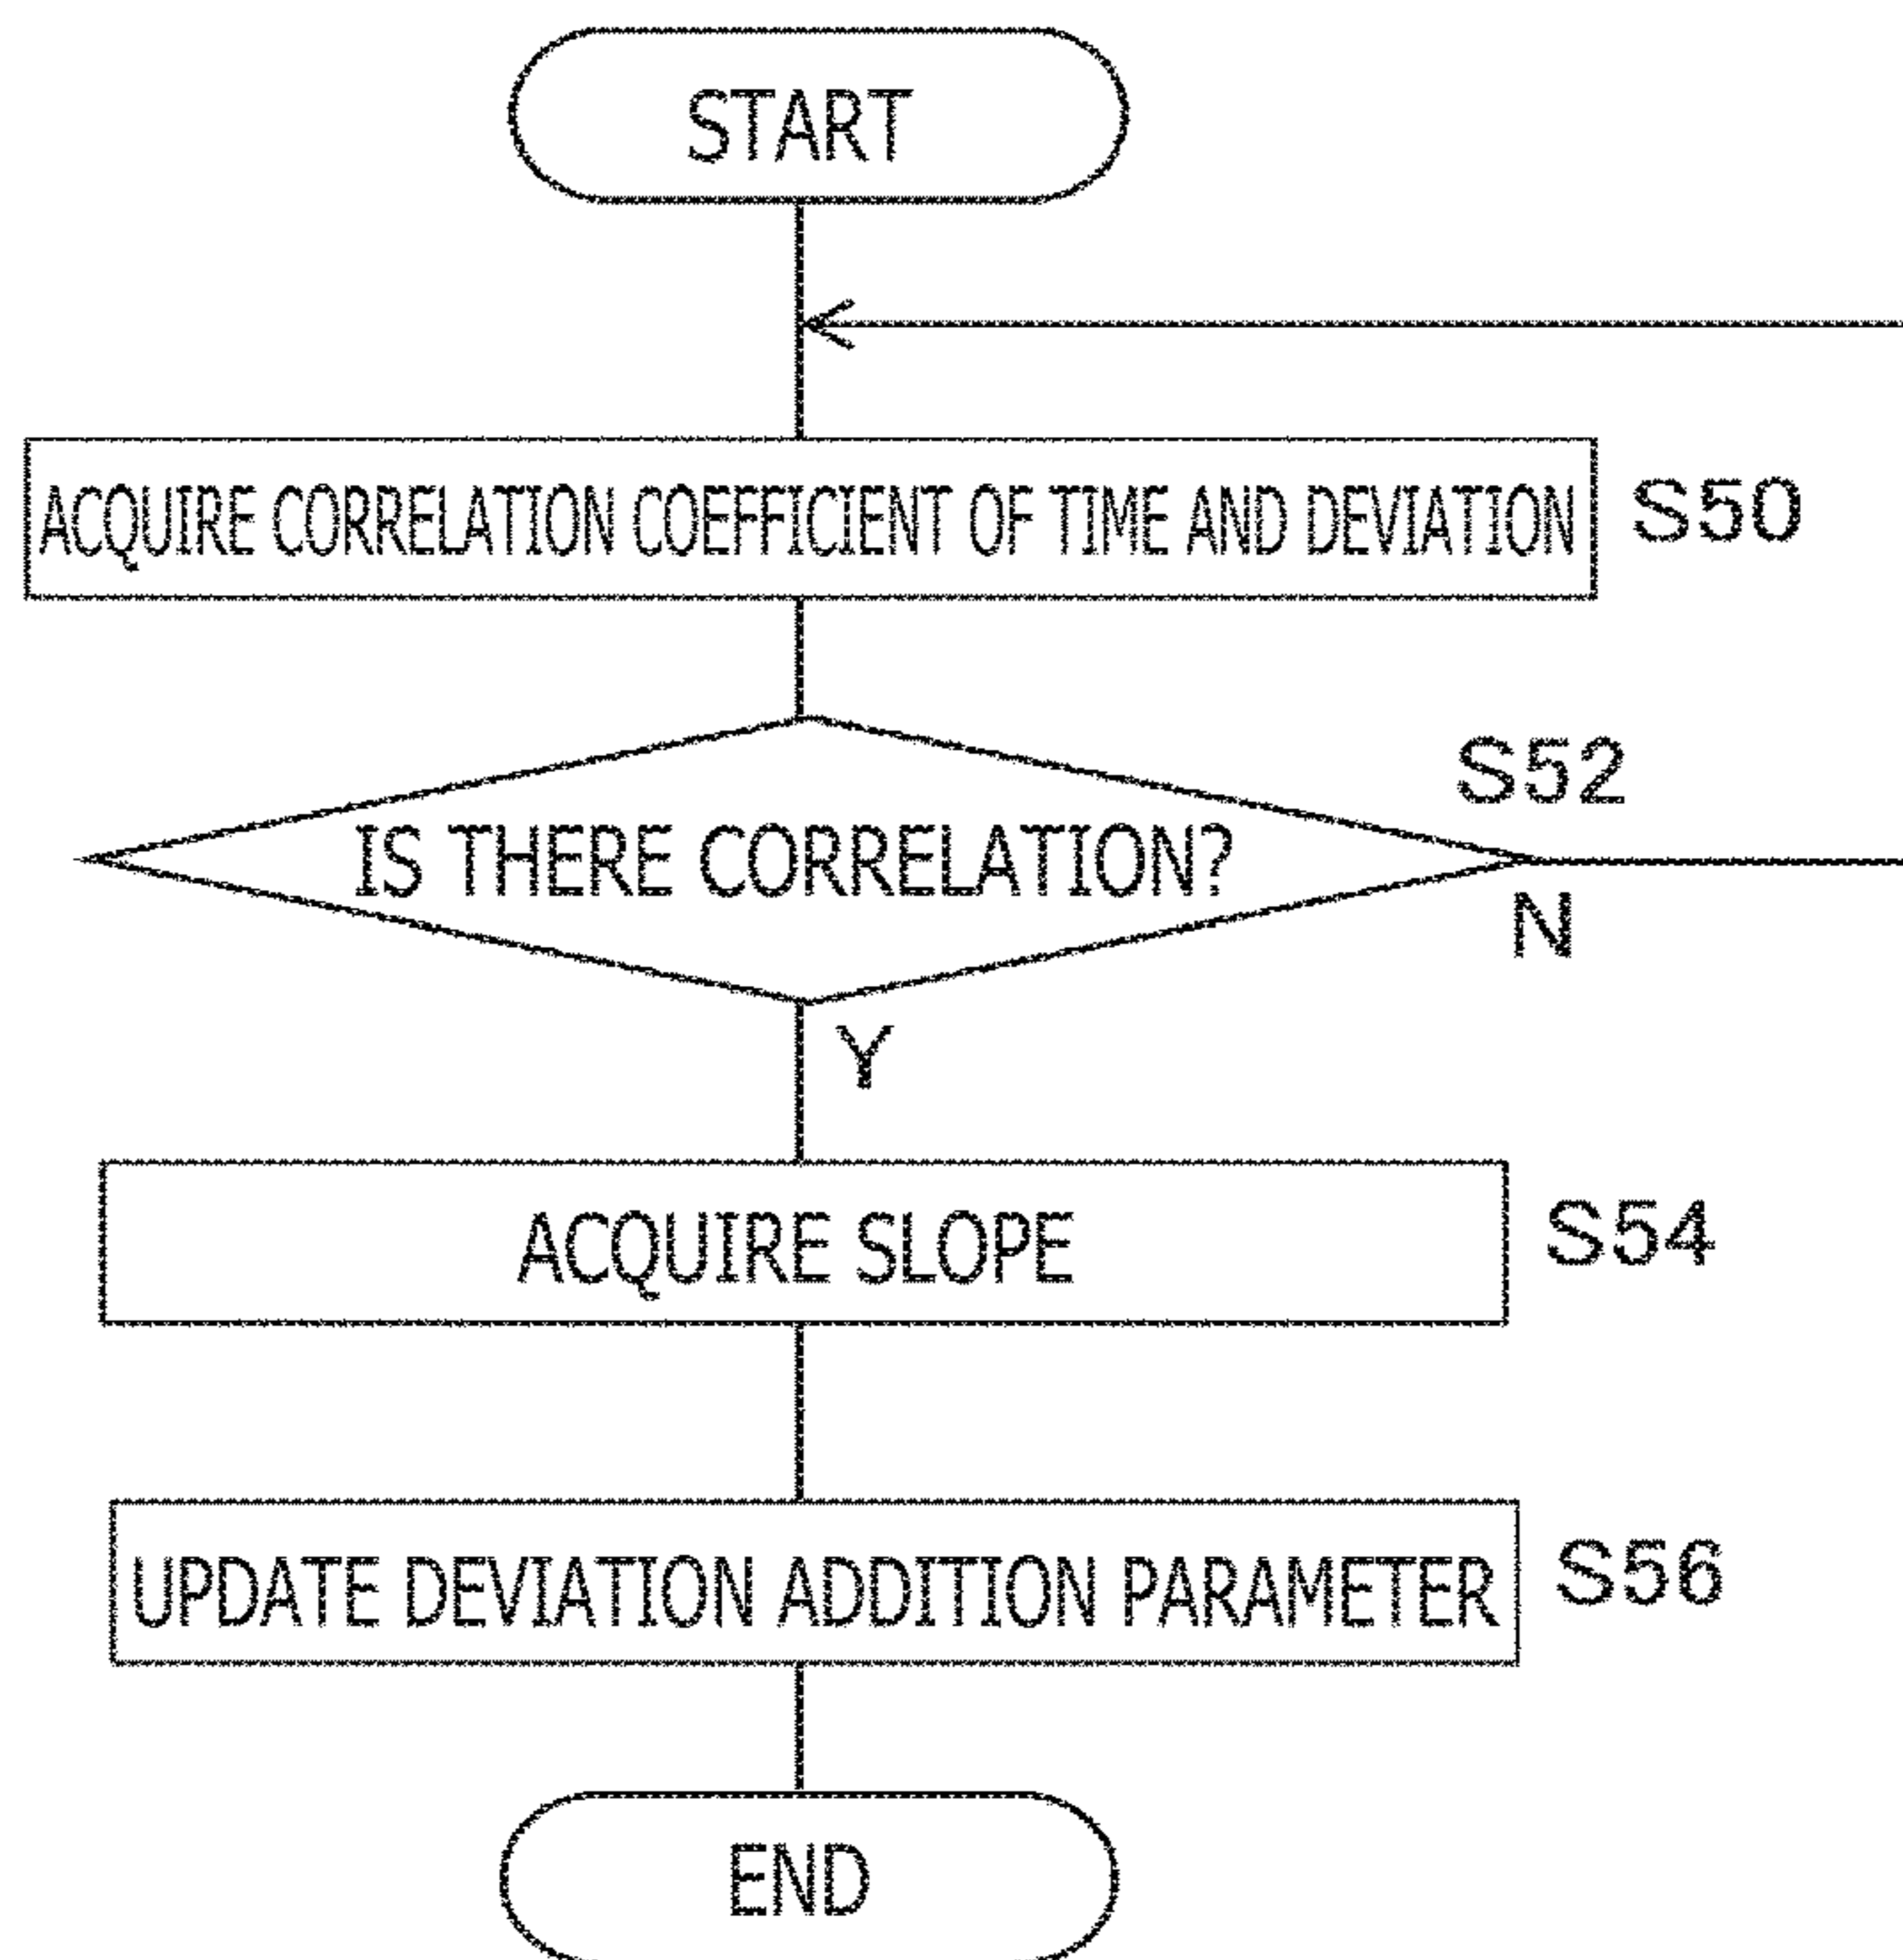 START
ACQUIRE CORRELATION COEFFICIENT OF TIME AND DEVIATION
S50
S52
IS THERE CORRELATION?
N
Y
ACQUIRE SLOPE
S54
UPDATE DEVIATION ADDITION PARAMETER
S56
END